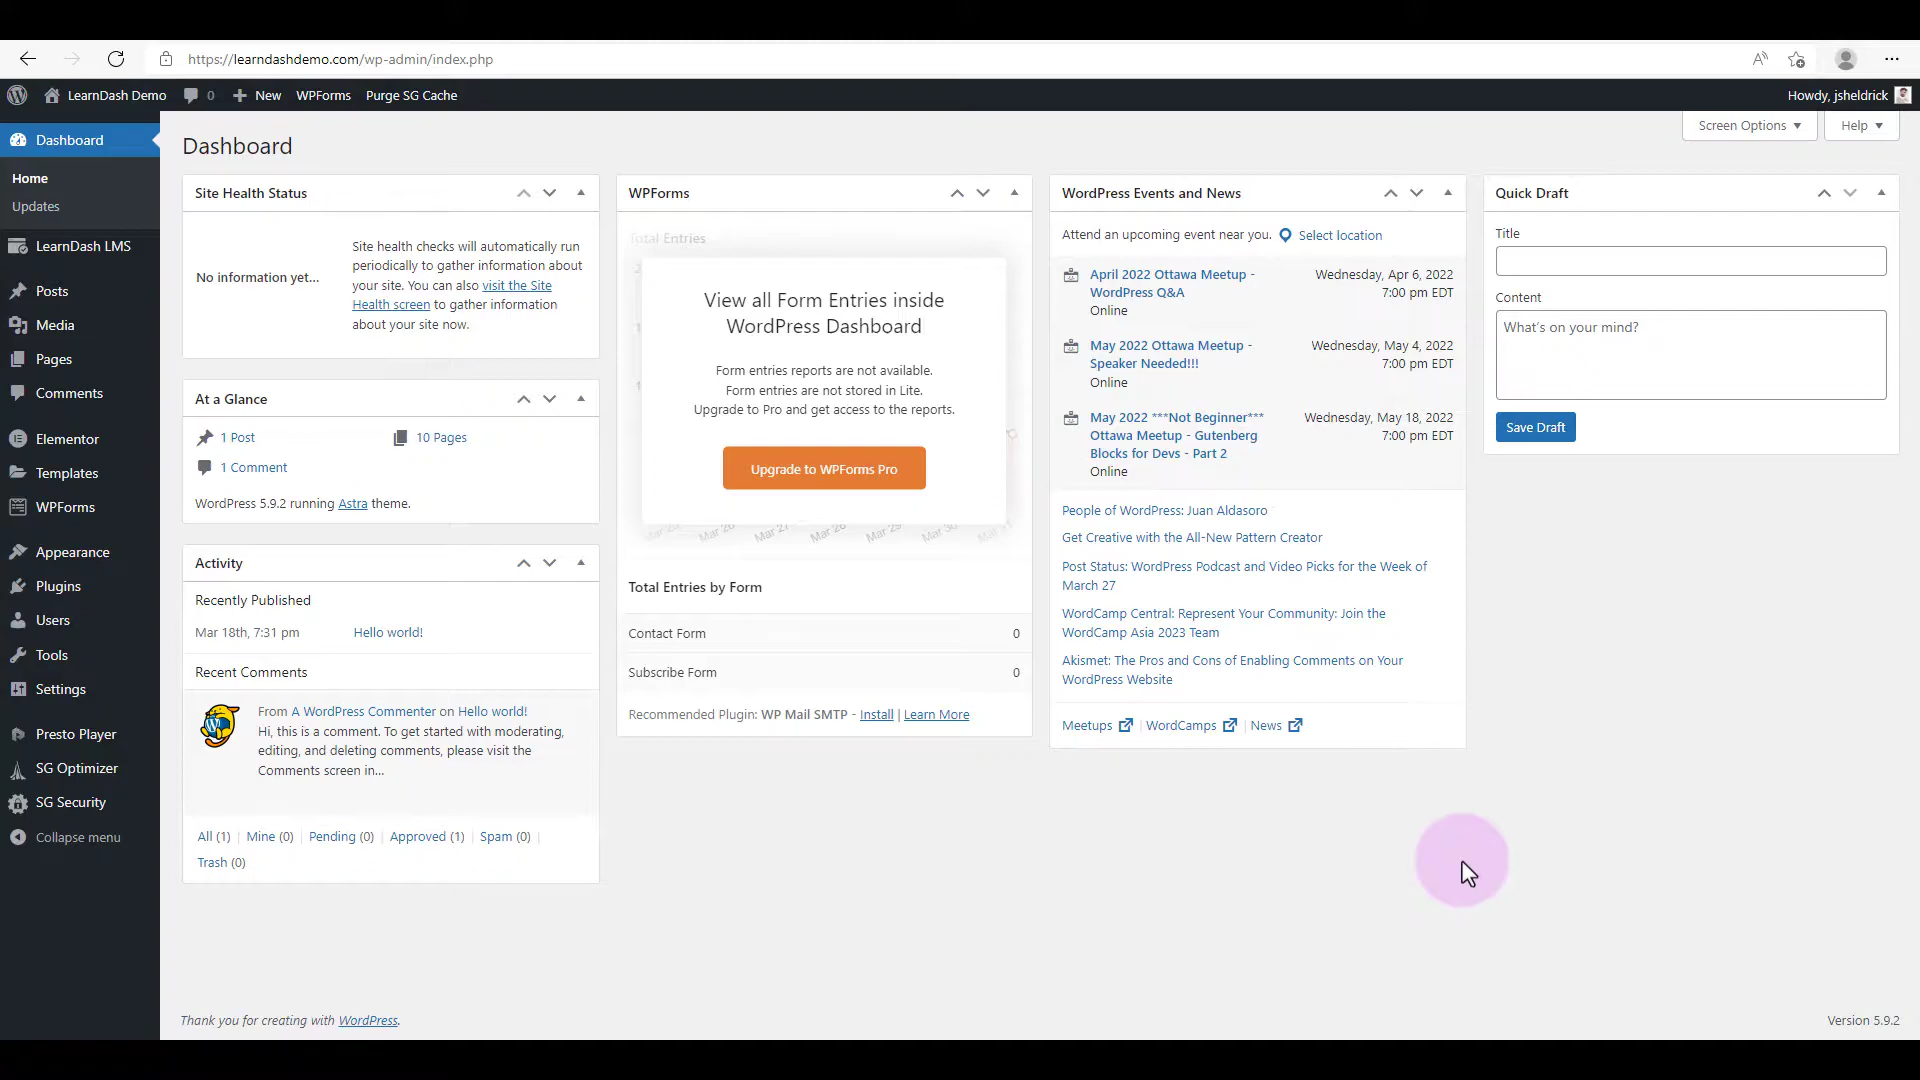 https://learndashdemo.com/wp-admin/index.php
LearnDash Demo 0 New WPForms Purge SG Cache
Howdy, jsheldrick
Dashboard
Home
Updates
LearnDash LMS
Posts
Media
Pages
Comments
Elementor
Templates
WPForms
Appearance
Plugins
Users
Tools
Settings
Presto Player
SG Optimizer
SG Security
Collapse menu
Screen Options
Help
Dashboard
Site Health Status
No information yet...
Site health checks will automatically run
periodically to gather information about
your site. You can also visit the Site
Health screen to gather information
about your site now.
At a Glance
1 Post
10 Pages
1 Comment
WordPress 5.9.2 running Astra theme.
Activity
Recently Published
Mar 18th, 7:31 pm Hello world!
Recent Comments
From A WordPress Commenter on Hello world!
Hi, this is a comment. To get started with moderating,
editing, and deleting comments, please visit the
Comments screen in...
All (1) | Mine (0) | Pending (0) | Approved (1) | Spam (0) |
Trash (0)
WPForms
Total Entries
View all Form Entries inside
WordPress Dashboard
Form entries reports are not available.
Form entries are not stored in Lite.
Upgrade to Pro and get access to the reports.
Upgrade to WPForms Pro
Mar 26 Mar 27 Mar 28 Mar 29 Mar 30
Total Entries by Form
Contact Form 0
Subscribe Form 0
Recommended Plugin: WP Mail SMTP - Install | Learn More
WordPress Events and News
Attend an upcoming event near you. Select location
April 2022 Ottawa Meetup -
WordPress Q&A
Online
Wednesday, Apr 6, 2022
7:00 pm EDT
May 2022 Ottawa Meetup -
Speaker Needed!!!
Online
Wednesday, May 4, 2022
7:00 pm EDT
May 2022 ***Not Beginner***
Ottawa Meetup - Gutenberg
Blocks for Devs - Part 2
Online
Wednesday, May 18, 2022
7:00 pm EDT
People of WordPress: Juan Aldasoro
Get Creative with the All-New Pattern Creator
Post Status: WordPress Podcast and Video Picks for the Week of
March 27
WordCamp Central: Represent Your Community: Join the
WordCamp Asia 2023 Team
Akismet: The Pros and Cons of Enabling Comments on Your
WordPress Website
Meetups | WordCamps | News
Quick Draft
Title
Content
What's on your mind?
Save Draft
Thank you for creating with WordPress.
Version 5.9.2